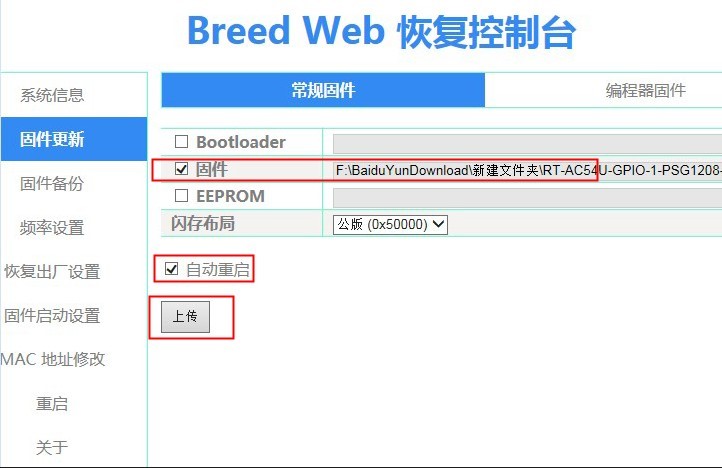 Breed Web 恢复控制台
系统信息
固件更新
固件备份
频率设置
恢复出厂设置
固件启动设置
MAC 地址修改
重启
关于
常规固件 编程器固件
Bootloader
固件 F:\BaiduYunDownload\新建文件夹\RT-AC54U-GPIO-1-PSG1208-
EEPROM
闪存布局 公版 (0x50000)
自动重启
上传